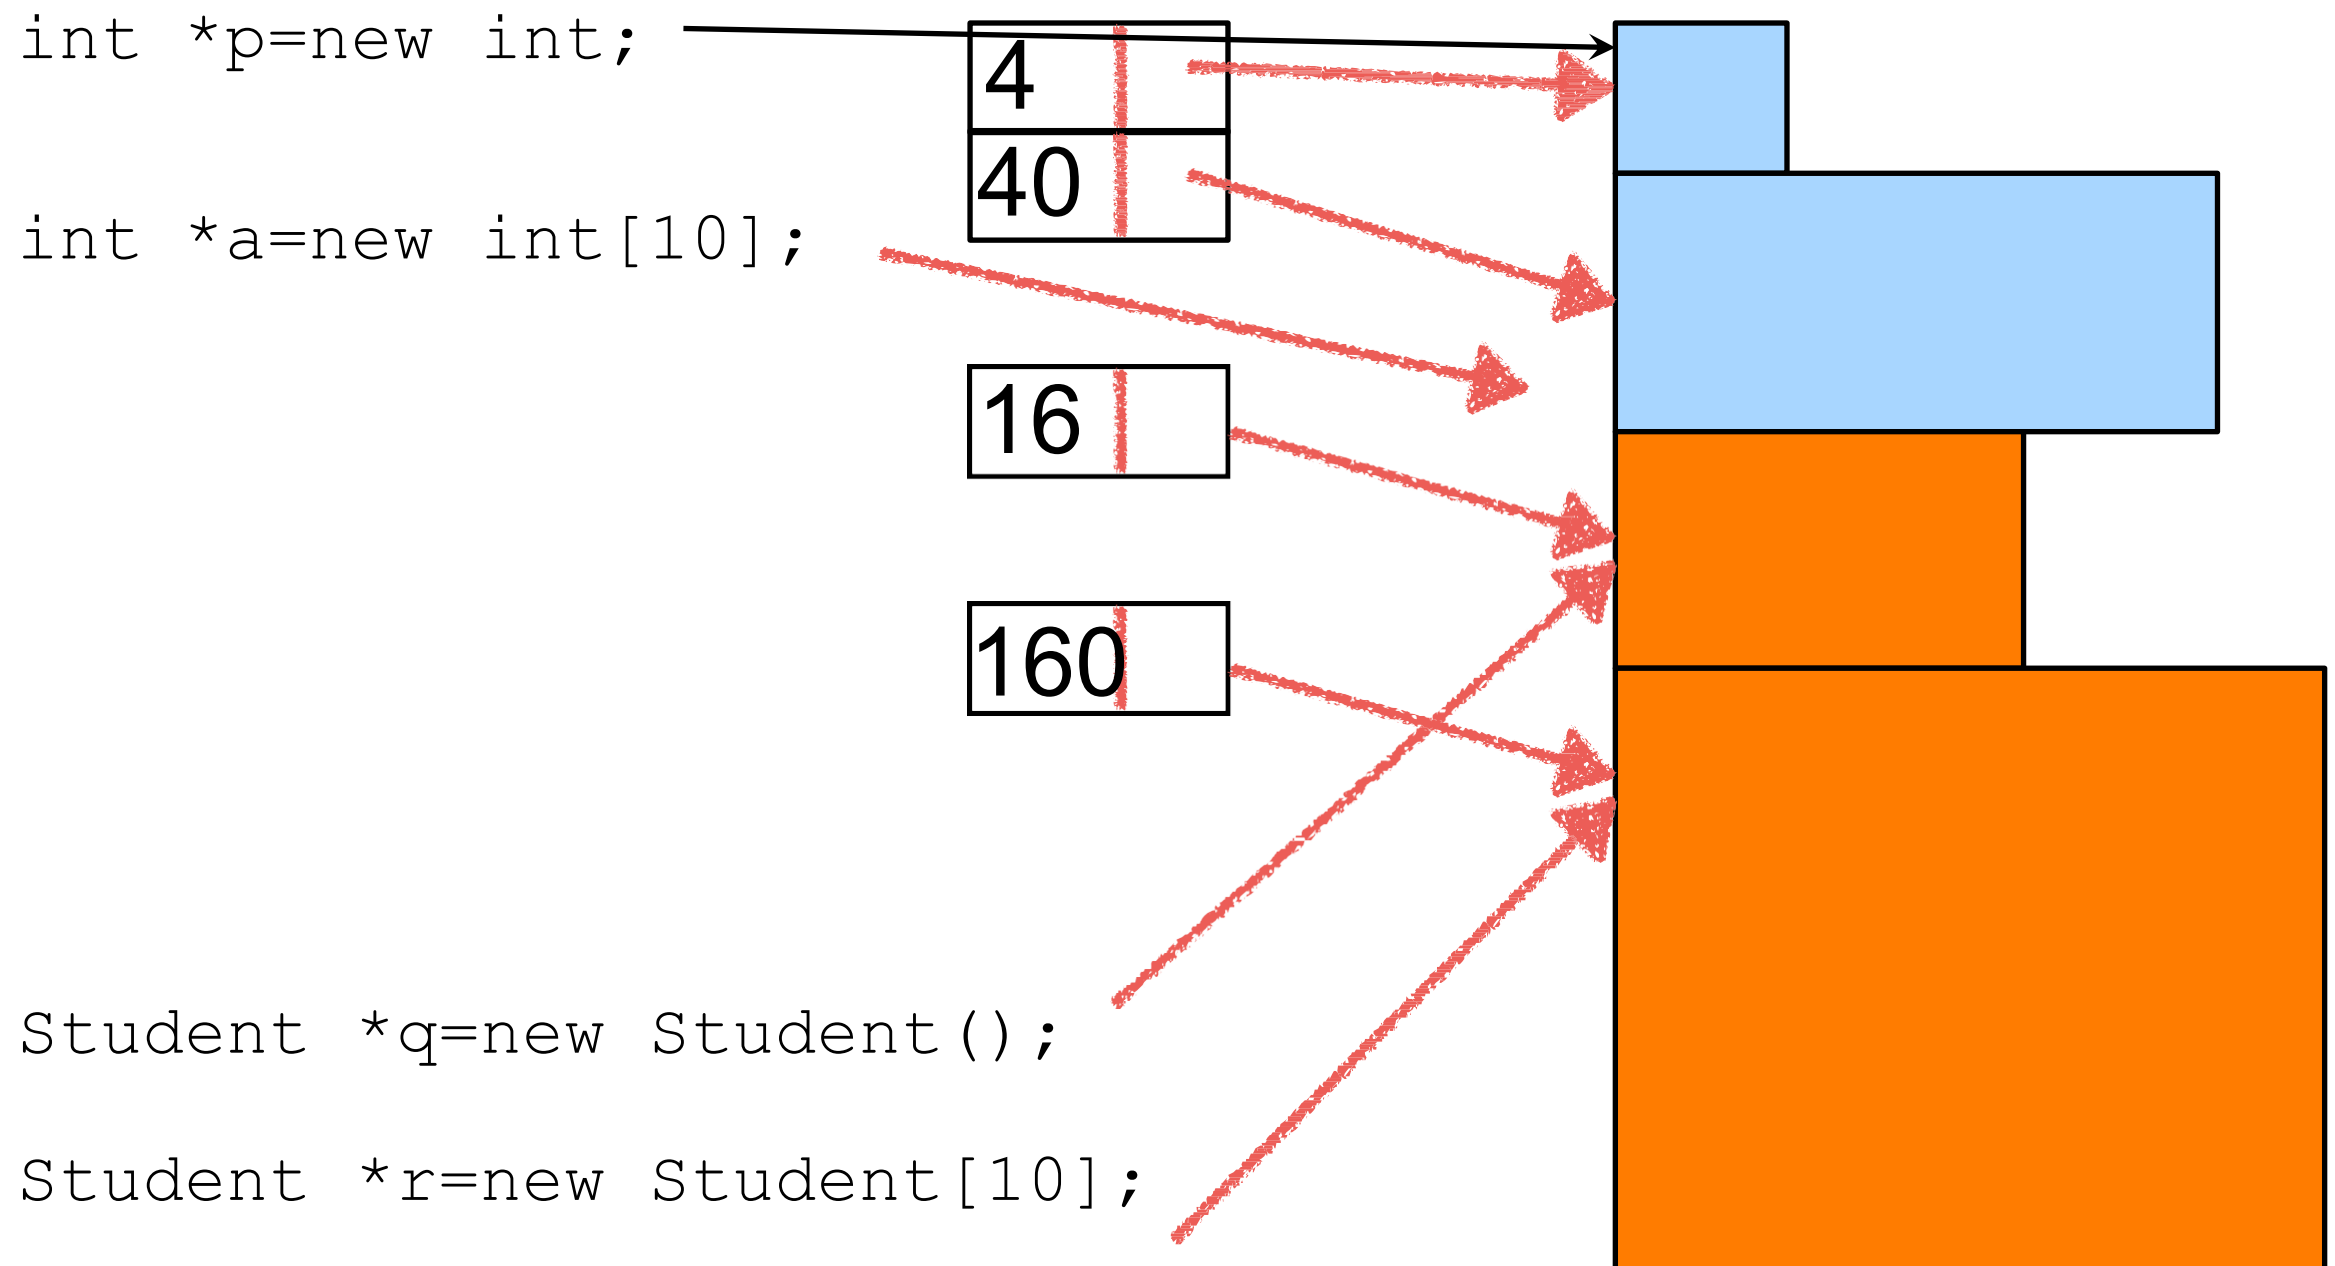 int *p=new int;
4
40
int *a=new int[10];
16
160
Student *q=new Student();
Student *r=new Student[10];